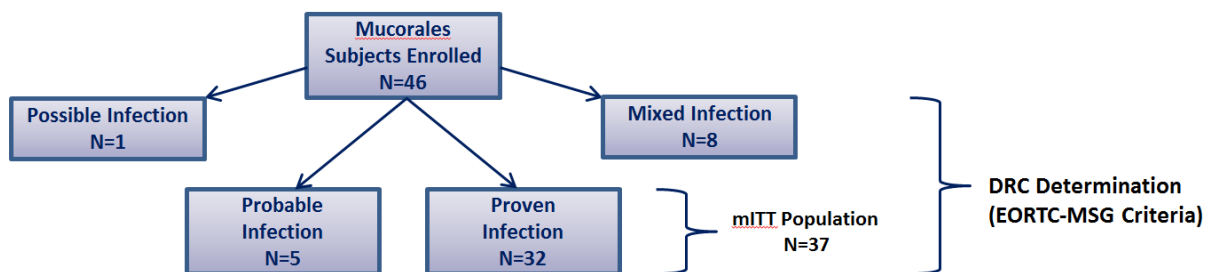 Mucorales
Subjects Enrolled
N=46
Possible Infection
N=1
Mixed Infection
N=8
Probable
Infection
N=5
Proven
Infection
N=32
mITT Population
N=37
DRC Determination
(EORTC-MSG Criteria)